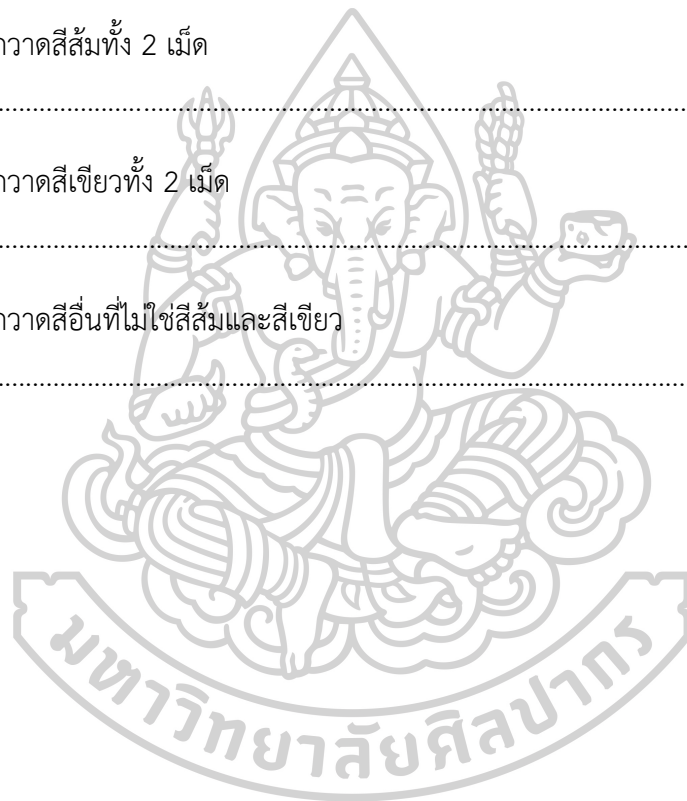 วาดสีส้มทั้ง 2 เม็ด
................................................................................
วาดสีเขียวทั้ง 2 เม็ด
................................................................................
วาดสีอื่นที่ไม่ใช่สีส้มและสีเขียว
................................................................................
มหาวิทยาลัยศิลปากร